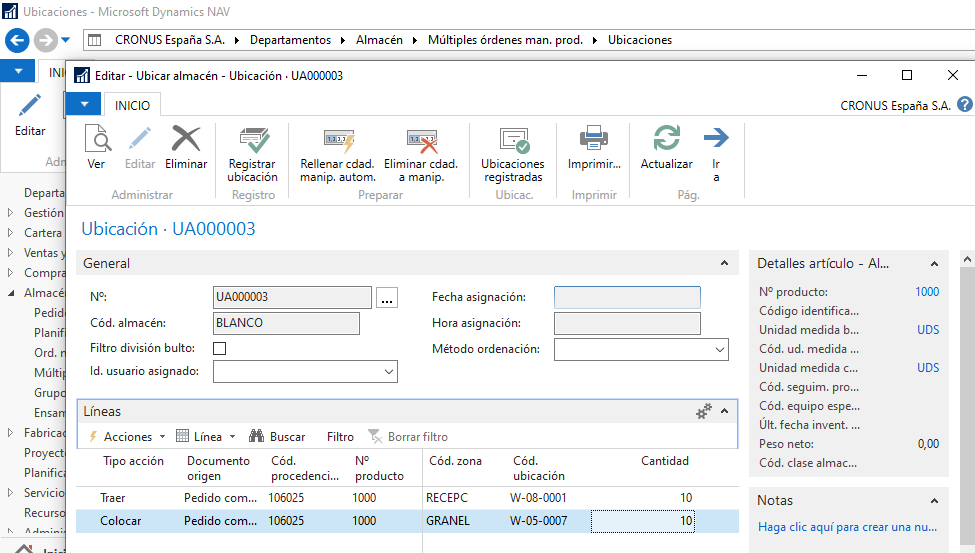 Ubicaciones - Microsoft Dynamics NAV
CRONUS España S.A. Departamentos Almacén Múltiples órdenes man. prod. Ubicaciones
Editar - Ubicar almacén - Ubicación · UA000003
INICIO
CRONUS España S.A.
Editar
Ver
Editar
Eliminar
Registrar ubicación
Rellenar cdad. manip. autom.
Eliminar cdad. a manip.
Ubicaciones registradas
Imprimir...
Actualizar
Ir a
Administrar
Registro
Preparar
Ubicac.
Imprimir
Pág.
Departa
Gestión
Cartera
Ventas y
Compra
Almacén
Pedido
Planifi
Ord. n
Múltip
Grupo
Ensam
Fabricac
Proyecto
Planifica
Servicio
Recurso
Ubicación · UA000003
General
Nº: UA000003 ...
Cód. almacén: BLANCO
Filtro división bulto:
Id. usuario asignado:
Fecha asignación:
Hora asignación:
Método ordenación:
Líneas
Acciones Línea Buscar Filtro Borrar filtro
Tipo acción Documento origen Cód. procedenci... Nº producto Cód. zona Cód. ubicación Cantidad
Traer Pedido com... 106025 1000 RECEPC W-08-0001 10
Colocar Pedido com... 106025 1000 GRANEL W-05-0007 10
Detalles artículo - Al...
Nº producto: 1000
Código identifica...
Unidad medida b... UDS
Cód. ud. medida ...
Unidad medida c... UDS
Cód. seguim. pro...
Cód. equipo espe...
Últ. fecha invent. ...
Peso neto: 0,00
Cód. clase almac...
Notas
Haga clic aquí para crear una nu...